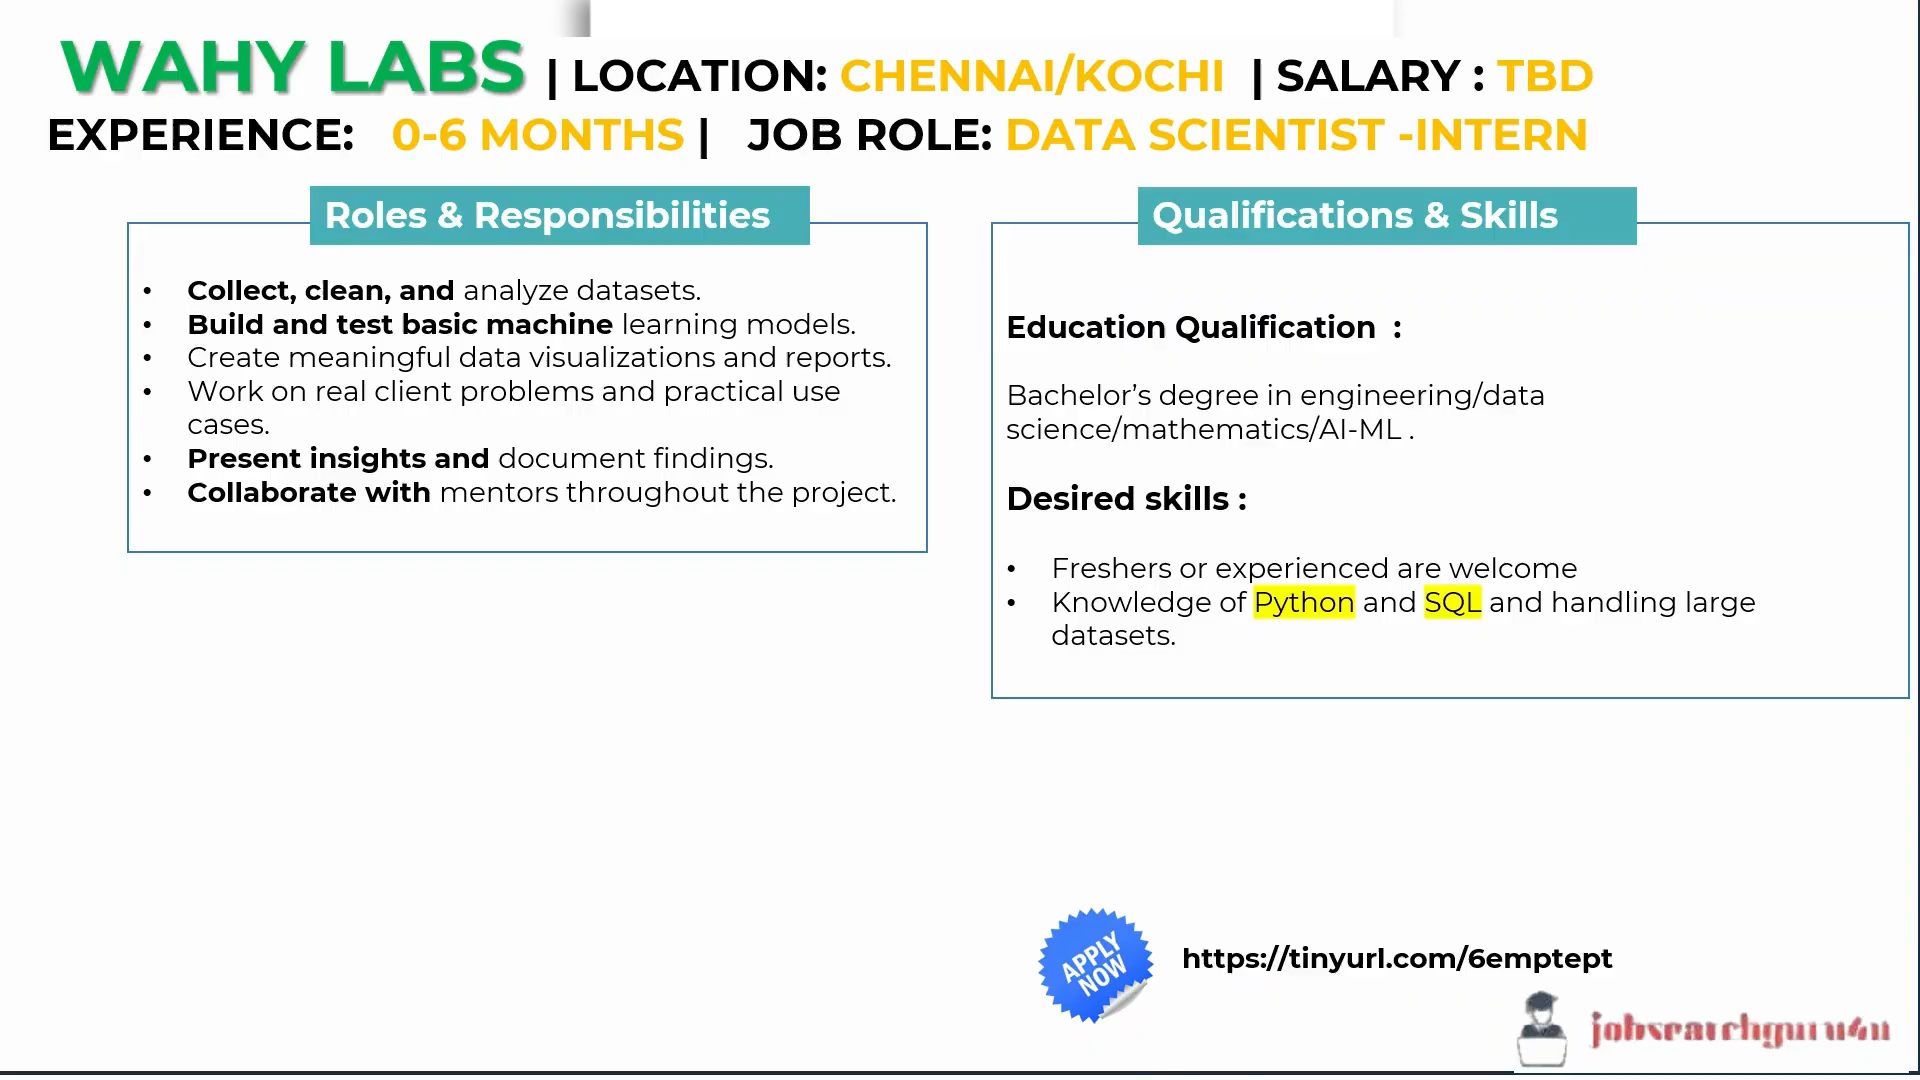 WAHY LABS | LOCATION: CHENNAI/KOCHI | SALARY : TBD
EXPERIENCE: 0-6 MONTHS | JOB ROLE: DATA SCIENTIST -INTERN
Roles & Responsibilities
• Collect, clean, and analyze datasets.
• Build and test basic machine learning models.
• Create meaningful data visualizations and reports.
• Work on real client problems and practical use
cases.
• Present insights and document findings.
• Collaborate with mentors throughout the project.
Qualifications & Skills
Education Qualification :
Bachelor’s degree in engineering/data
science/mathematics/AI-ML .
Desired skills :
• Freshers or experienced are welcome
• Knowledge of Python and SQL and handling large
datasets.
APPLY
NOW
https://tinyurl.com/6emptept
jobsearchguru4u